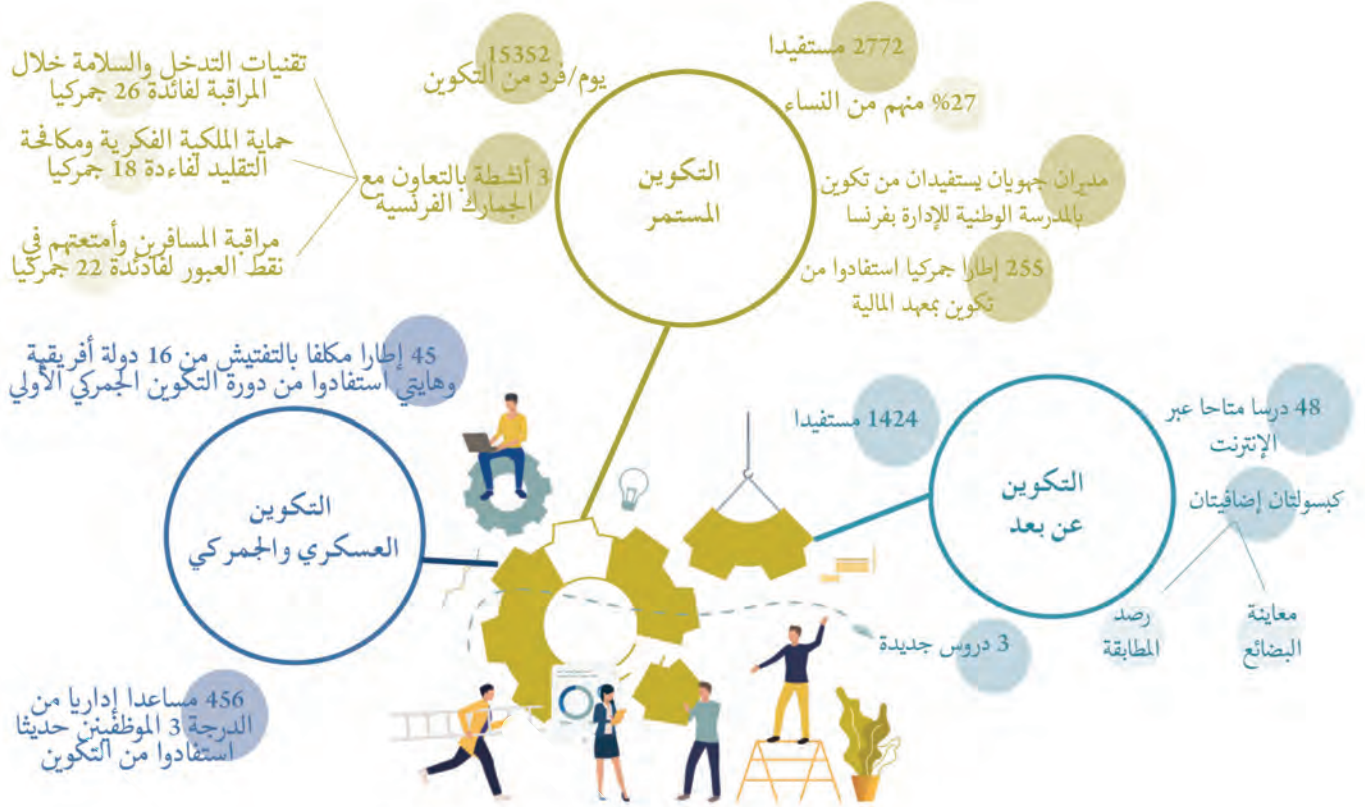 2772 مستفيدا
%27 منهم من النساء
مديران جهويان يستفيدان من تكوين
بالمدرسة الوطنية للإدارة بفرنسا
255 إطارا جمركيا استفادوا من
تكوين بمعهد المالية
التكوين
المستمر
15352
يوم/فرد من التكوين
3 أنشطة بالتعاون مع
الجمارك الفرنسية
تقنيات التدخل والسلامة خلال
المراقبة لفائدة 26 جمركيا
حماية الملكية الفكرية ومكافحة
التقليد لفاءدة 18 جمركيا
مراقبة المسافرين وأمتعتهم في
نقط العبور لفادئدة 22 جمركيا
48 درسا متاحا عبر
الإنترنت
كبسولتان إضافيتان
معاينة
البضائع
رصد
المطابقة
التكوين
عن بعد
1424 مستفيدا
3 دروس جديدة
45 إطارا مكلفا بالتفتيش من 16 دولة أفريقية
وهايتي استفادوا من دورة التكوين الجمركي الأولي
التكوين
العسكري والجمركي
456 مساعدا إداريا من
الدرجة 3 الموظفينن حديثا
استفادوا من التكوين